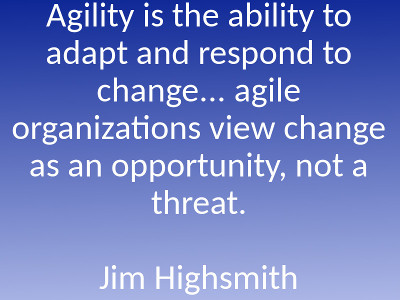 Agility is the ability to
adapt and respond to
change... agile
organizations view change
as an opportunity, not a
threat.
Jim Highsmith